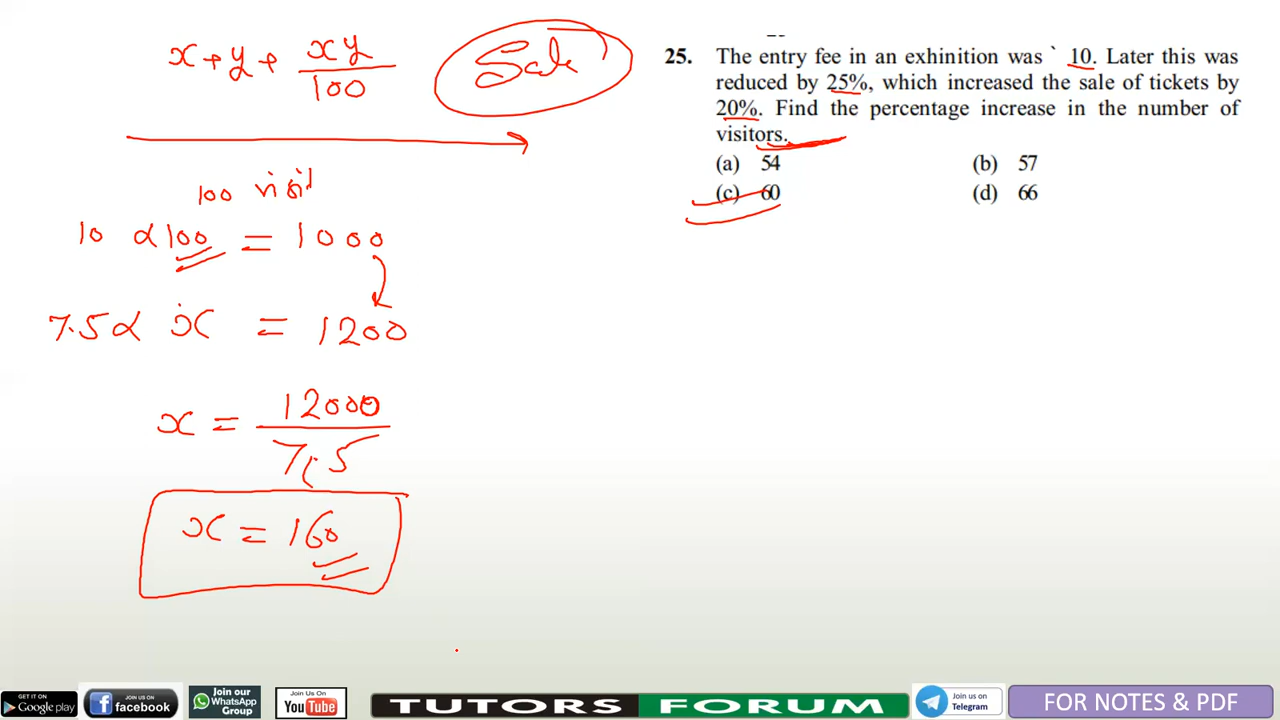 x + y + xy/100
Sale
100 visit
10 α 100 = 1000
7.5 α x = 1200
x = 12000/7.5
x = 160
25. The entry fee in an exhinition was ` 10. Later this was
reduced by 25%, which increased the sale of tickets by
20%. Find the percentage increase in the number of
visitors.
(a) 54 (b) 57
(c) 60 (d) 66
GET IT ON
Google play
JOIN US ON
facebook
Join our
WhatsApp
Group
Join Us On
YouTube
TUTORS FORUM
Join us on
Telegram
FOR NOTES & PDF